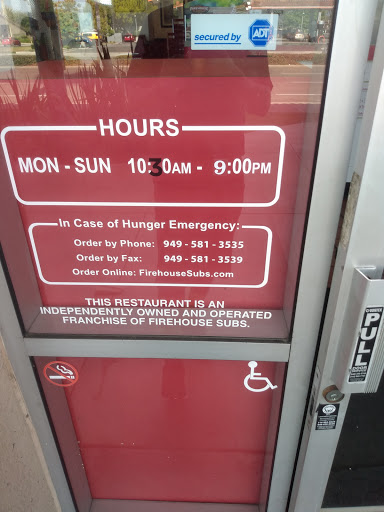 secured by ADT
HOURS
MON - SUN 10:30AM - 9:00PM
In Case of Hunger Emergency:
Order by Phone: 949 - 581 - 3535
Order by Fax: 949 - 581 - 3539
Order Online: FirehouseSubs.com
THIS RESTAURANT IS AN
INDEPENDENTLY OWNED AND OPERATED
FRANCHISE OF FIREHOUSE SUBS.
PULL